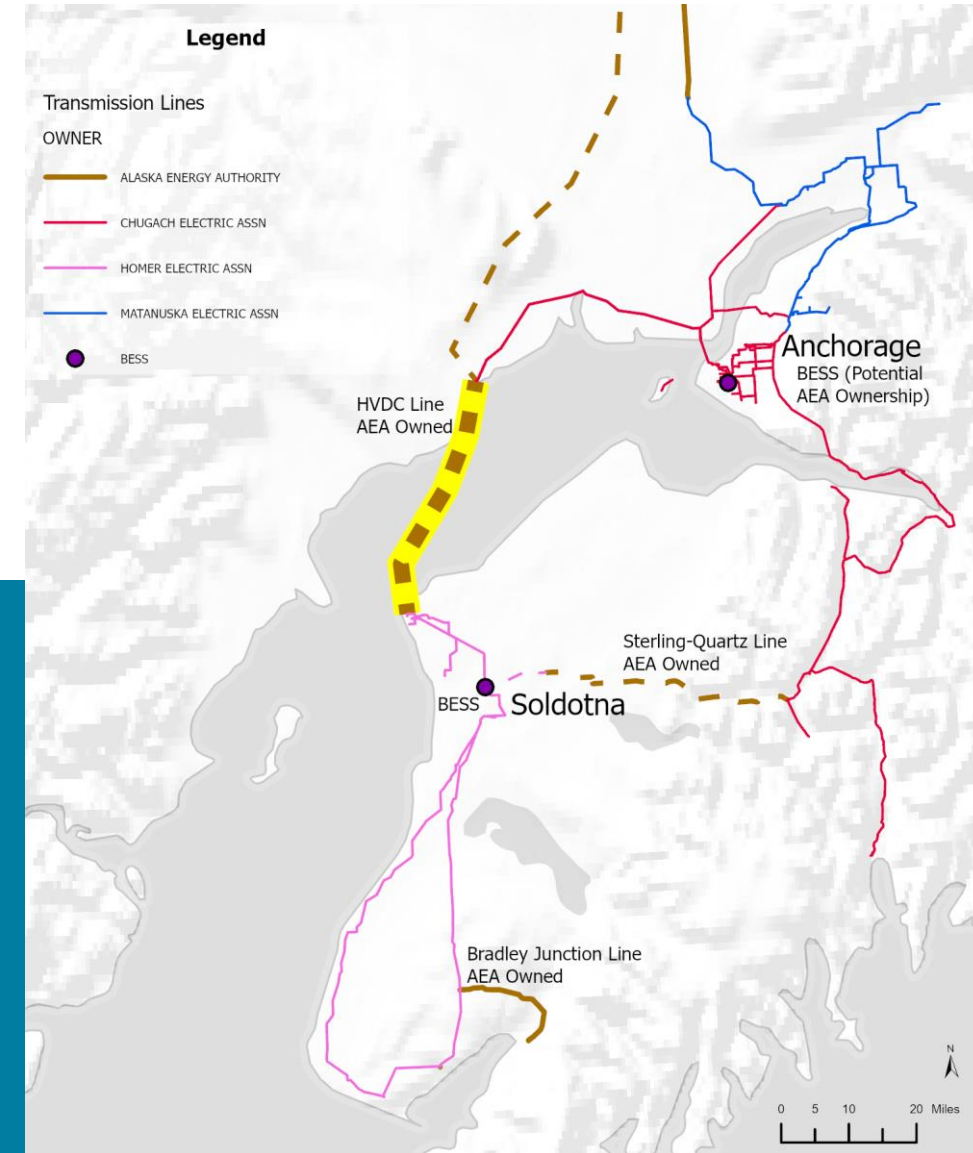 Legend
Transmission Lines
OWNER
ALASKA ENERGY AUTHORITY
CHUGACH ELECTRIC ASSN
HOMER ELECTRIC ASSN
MATANUSKA ELECTRIC ASSN
BESS
Anchorage
BESS (Potential
AEA Ownership)
HVDC Line
AEA Owned
Sterling-Quartz Line
AEA Owned
BESS
Soldotna
Bradley Junction Line
AEA Owned
N
0 5 10 20 Miles